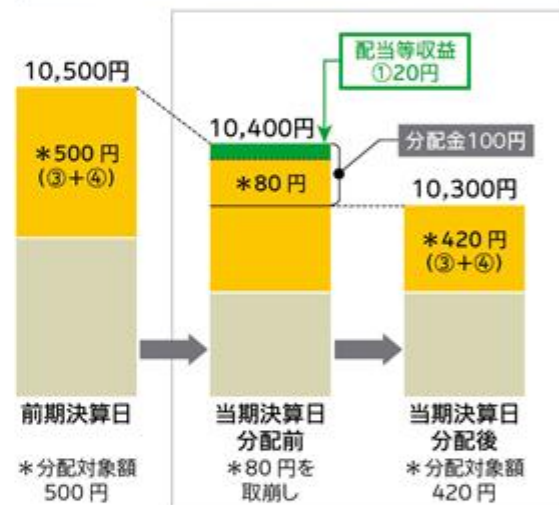 配当等収益
①20円
10,500円
10,400円
分配金100円
*500円
(③+④)
*80円
10,300円
*420円
(③+④)
前期決算日
当期決算日
分配前
当期決算日
分配後
*分配対象額
500円
*80円を
取崩し
*分配対象額
420円